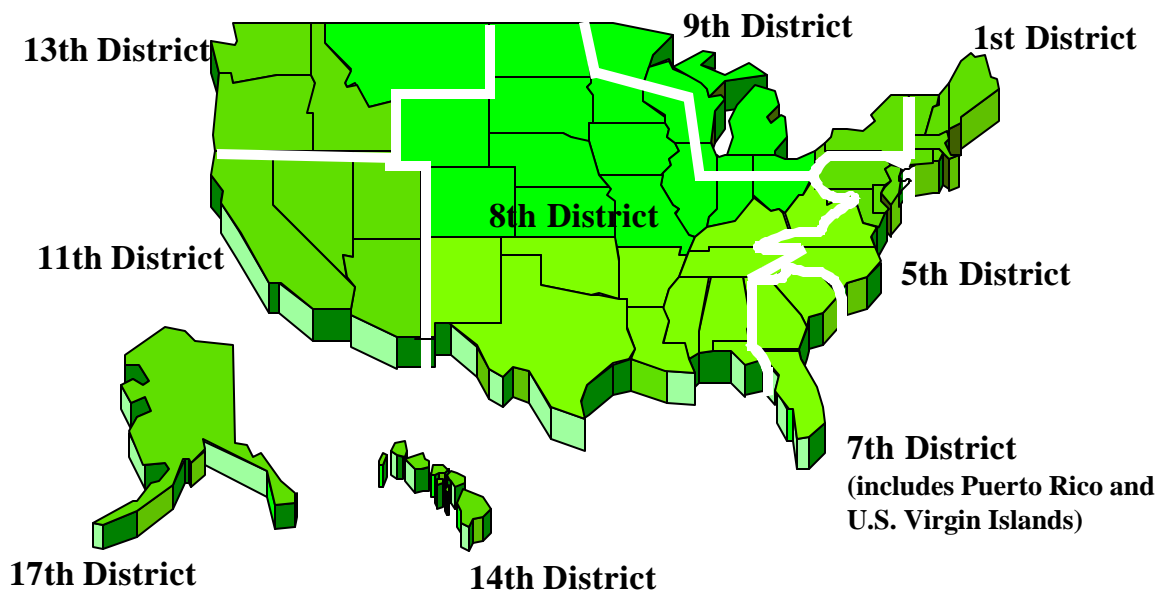 9th District
1st District
13th District
8th District
11th District
5th District
7th District
(includes Puerto Rico and
U.S. Virgin Islands)
17th District
14th District